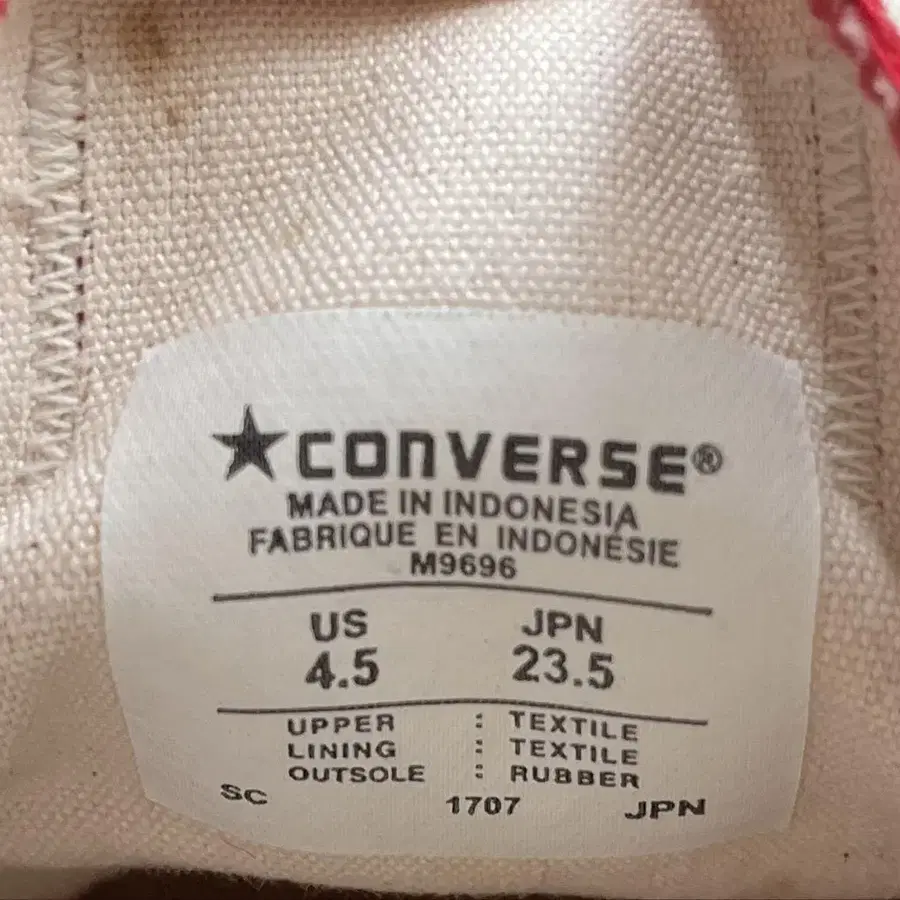 ★CONVERSE®
MADE IN INDONESIA
FABRIQUE EN INDONÉSIE
M9696
US JPN
4.5 23.5
UPPER : TEXTILE
LINING : TEXTILE
OUTSOLE : RUBBER
SC 1707 JPN